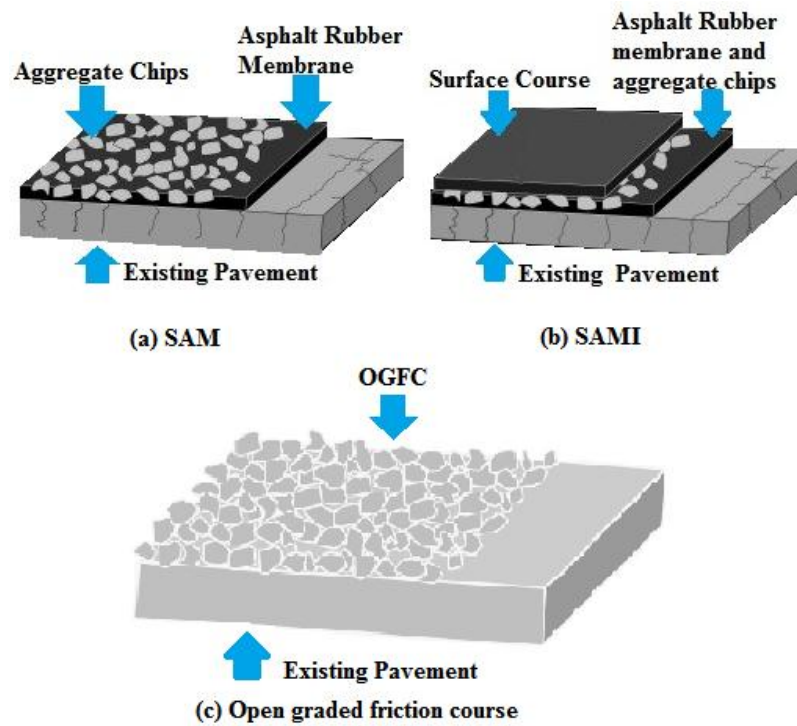 Aggregate Chips
Asphalt Rubber
Membrane
Existing Pavement
(a) SAM
Surface Course
Asphalt Rubber
membrane and
aggregate chips
Existing Pavement
(b) SAMI
OGFC
Existing Pavement
(c) Open graded friction course